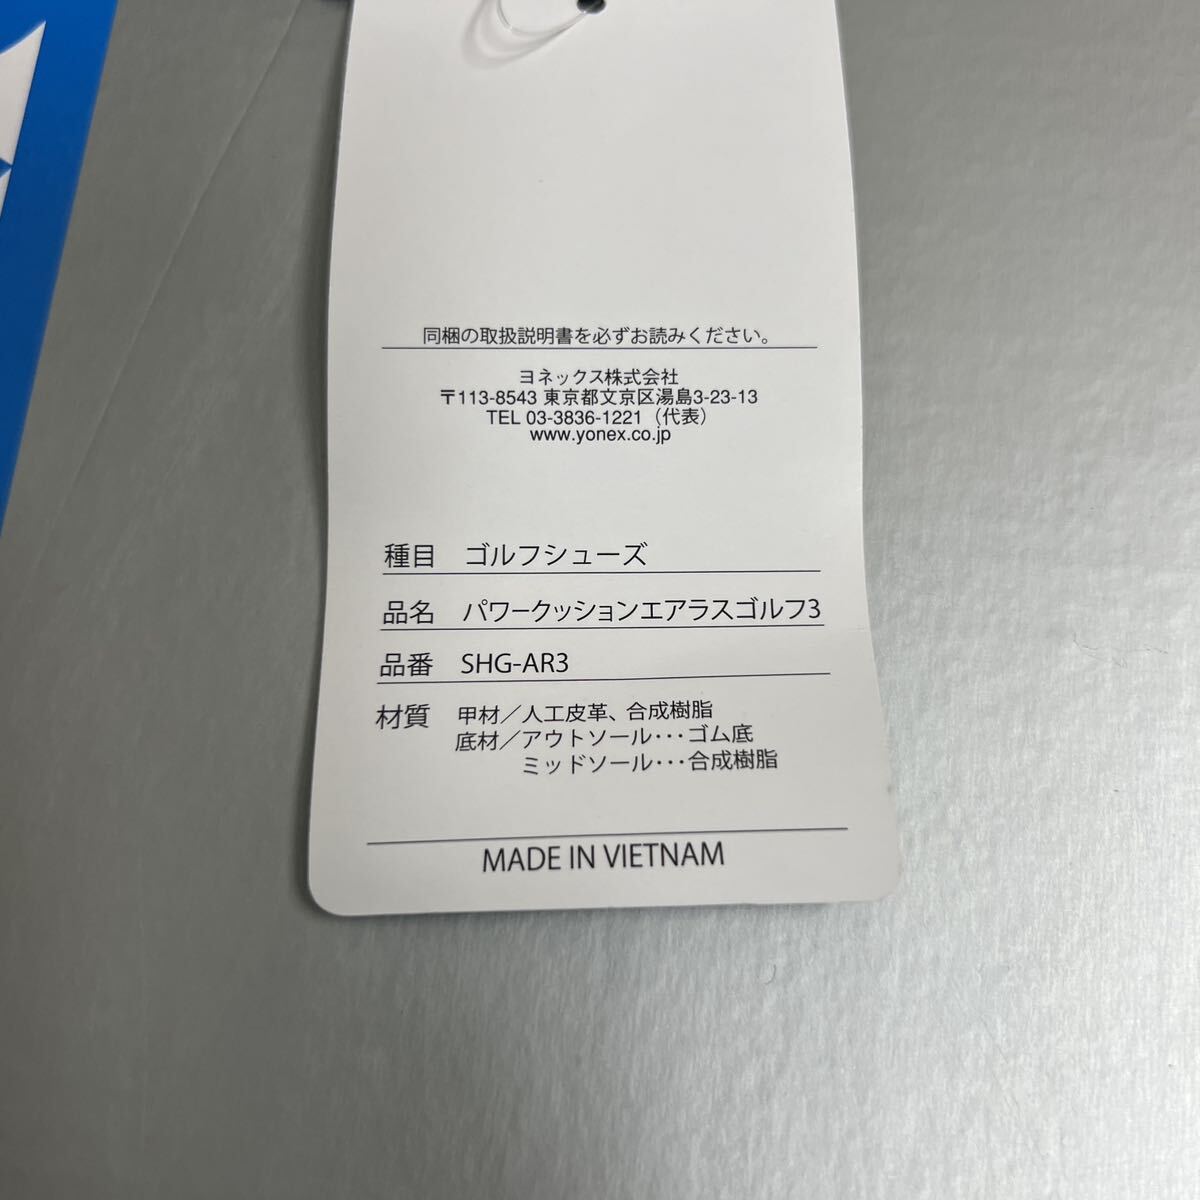 同梱の取扱説明書を必ずお読みください。
ヨネックス株式会社
〒113-8543 東京都文京区湯島3-23-13
TEL 03-3836-1221（代表）
www.yonex.co.jp
種目 ゴルフシューズ
品名 パワークッションエアラスゴルフ3
品番 SHG-AR3
材質 甲材／人工皮革、合成樹脂
底材／アウトソール･･･ゴム底
ミッドソール･･･合成樹脂
MADE IN VIETNAM